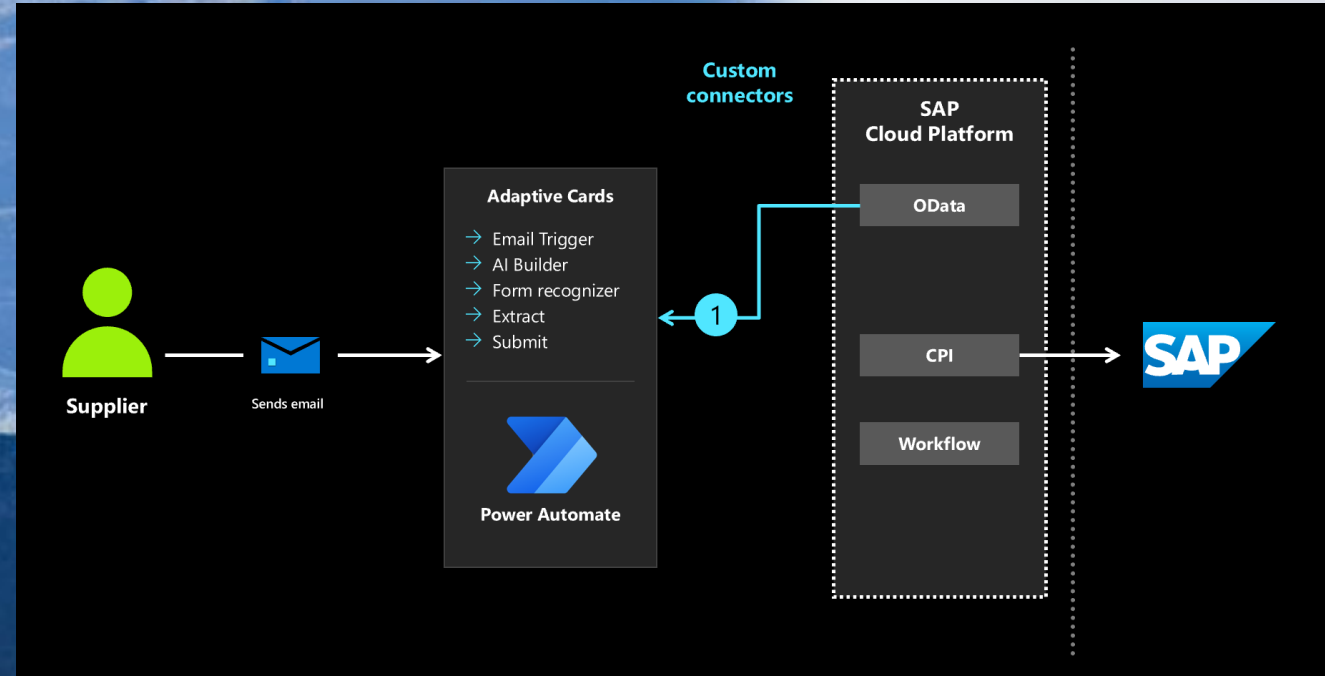 Custom
connectors
SAP
Cloud Platform
Adaptive Cards
OData
Email Trigger
AI Builder
Form recognizer
Extract
Submit
1
CPI
SAP
Supplier
Sends email
Workflow
Power Automate